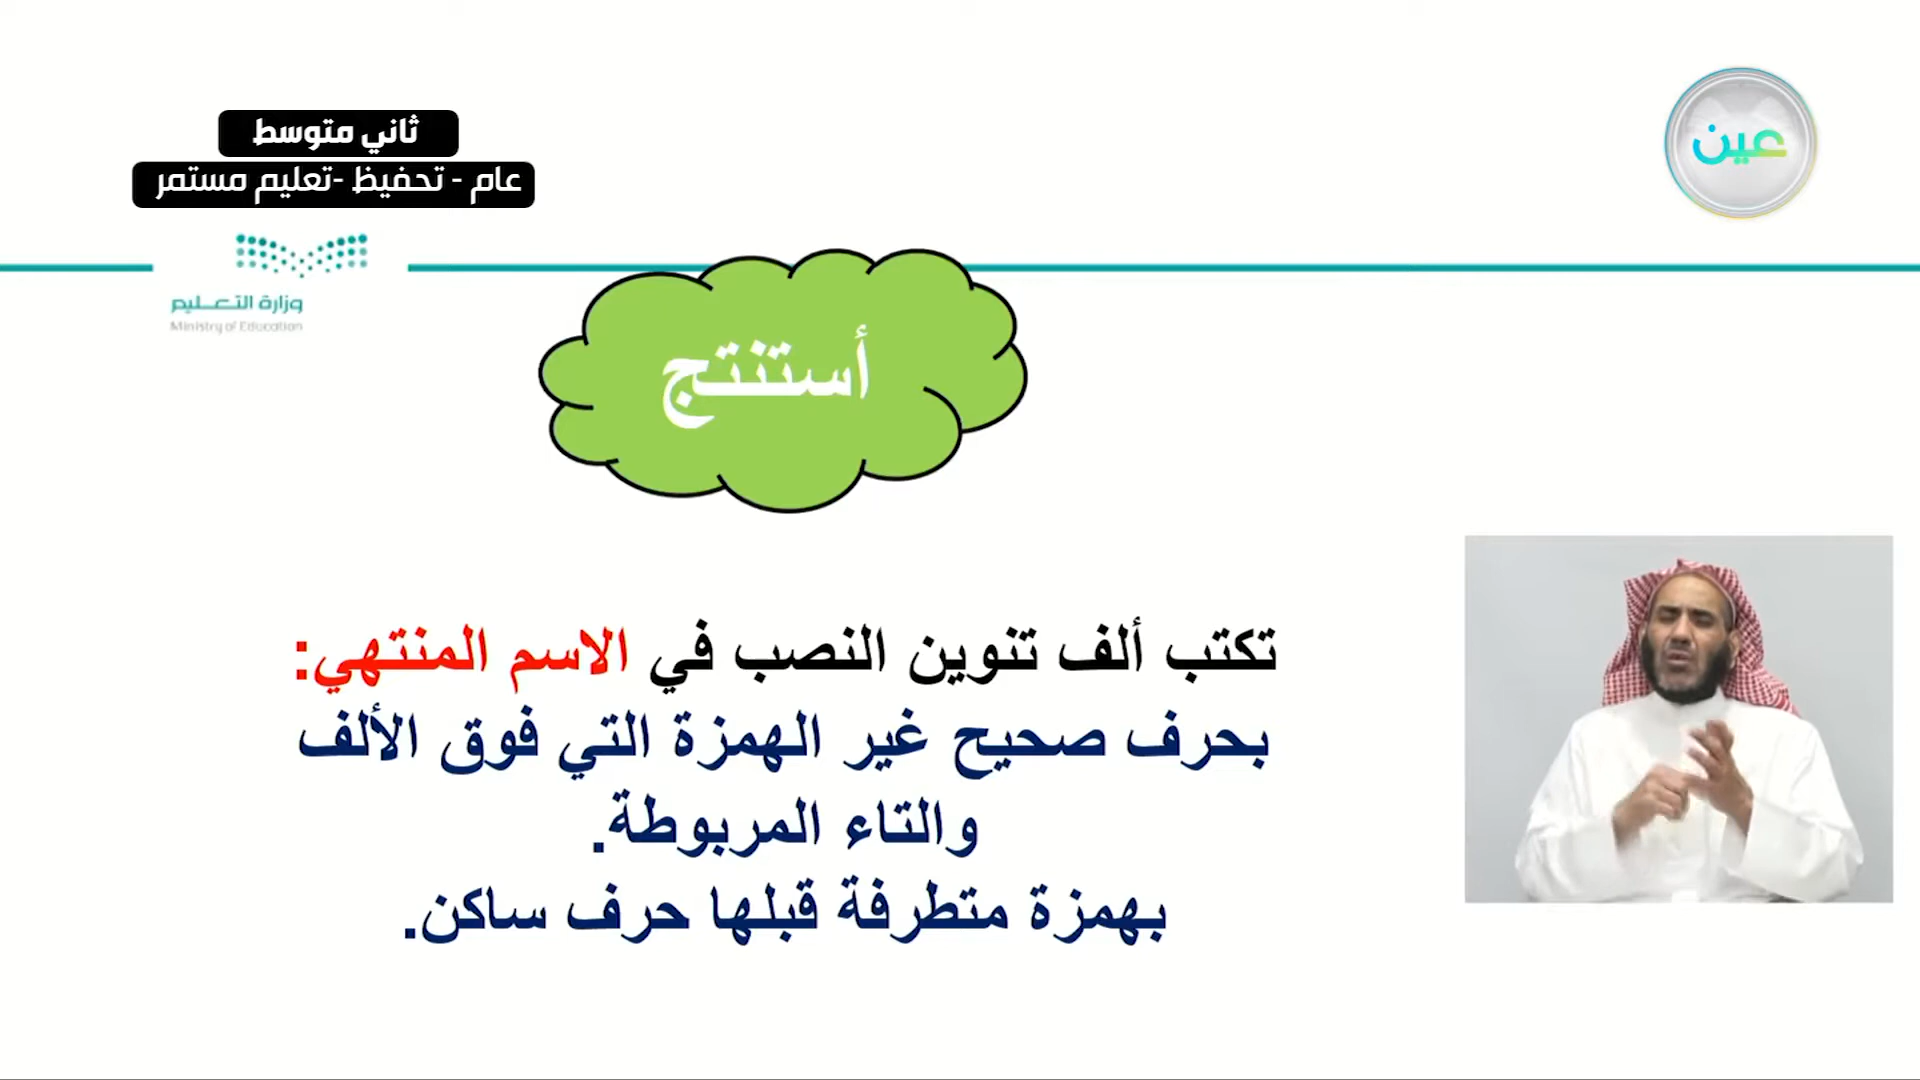 عين
ثاني متوسط
عام - تحفيظ -تعليم مستمر
وزارة التعـــليم
Ministry of Education
أستنتج
تكتب ألف تنوين النصب في الاسم المنتهي:
بحرف صحيح غير الهمزة التي فوق الألف
والتاء المربوطة.
بهمزة متطرفة قبلها حرف ساكن.